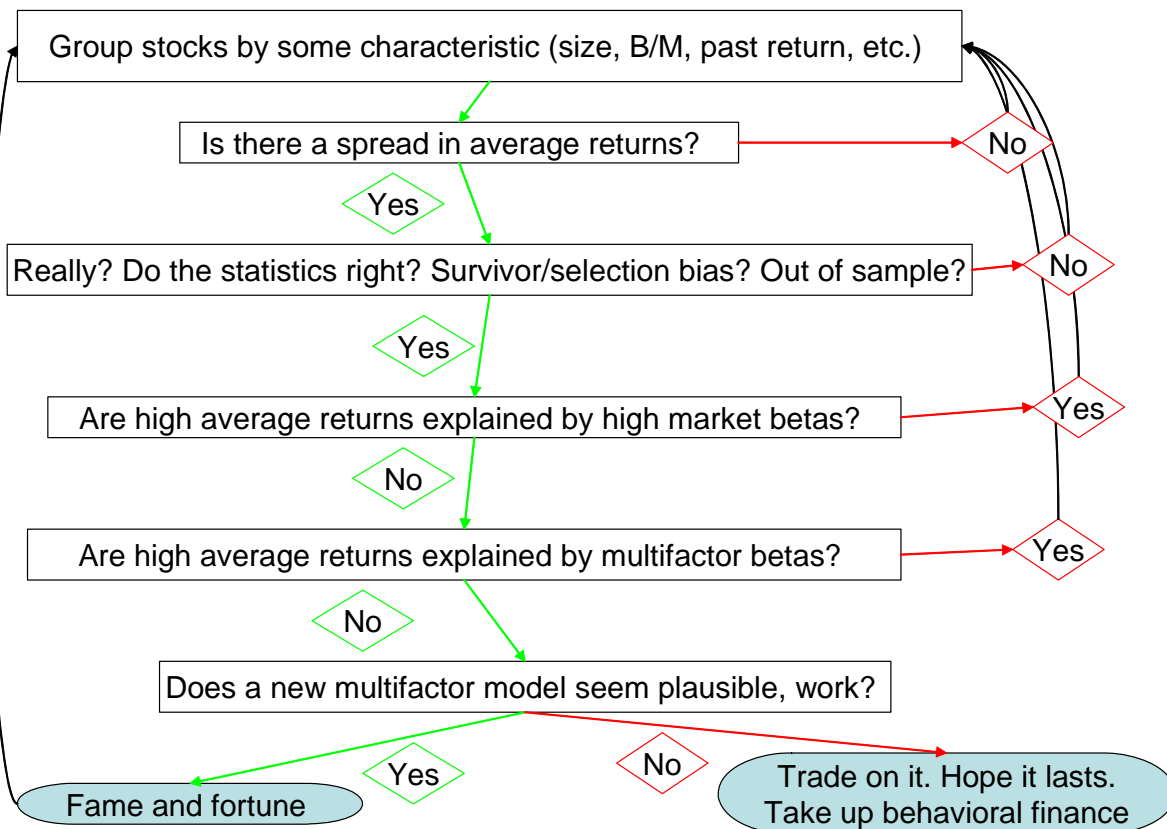 Group stocks by some characteristic (size, B/M, past return, etc.)
Is there a spread in average returns?
No
Yes
Really? Do the statistics right? Survivor/selection bias? Out of sample?
No
Yes
Are high average returns explained by high market betas?
Yes
No
Are high average returns explained by multifactor betas?
Yes
No
Does a new multifactor model seem plausible, work?
Yes
No
Fame and fortune
Trade on it. Hope it lasts.
Take up behavioral finance